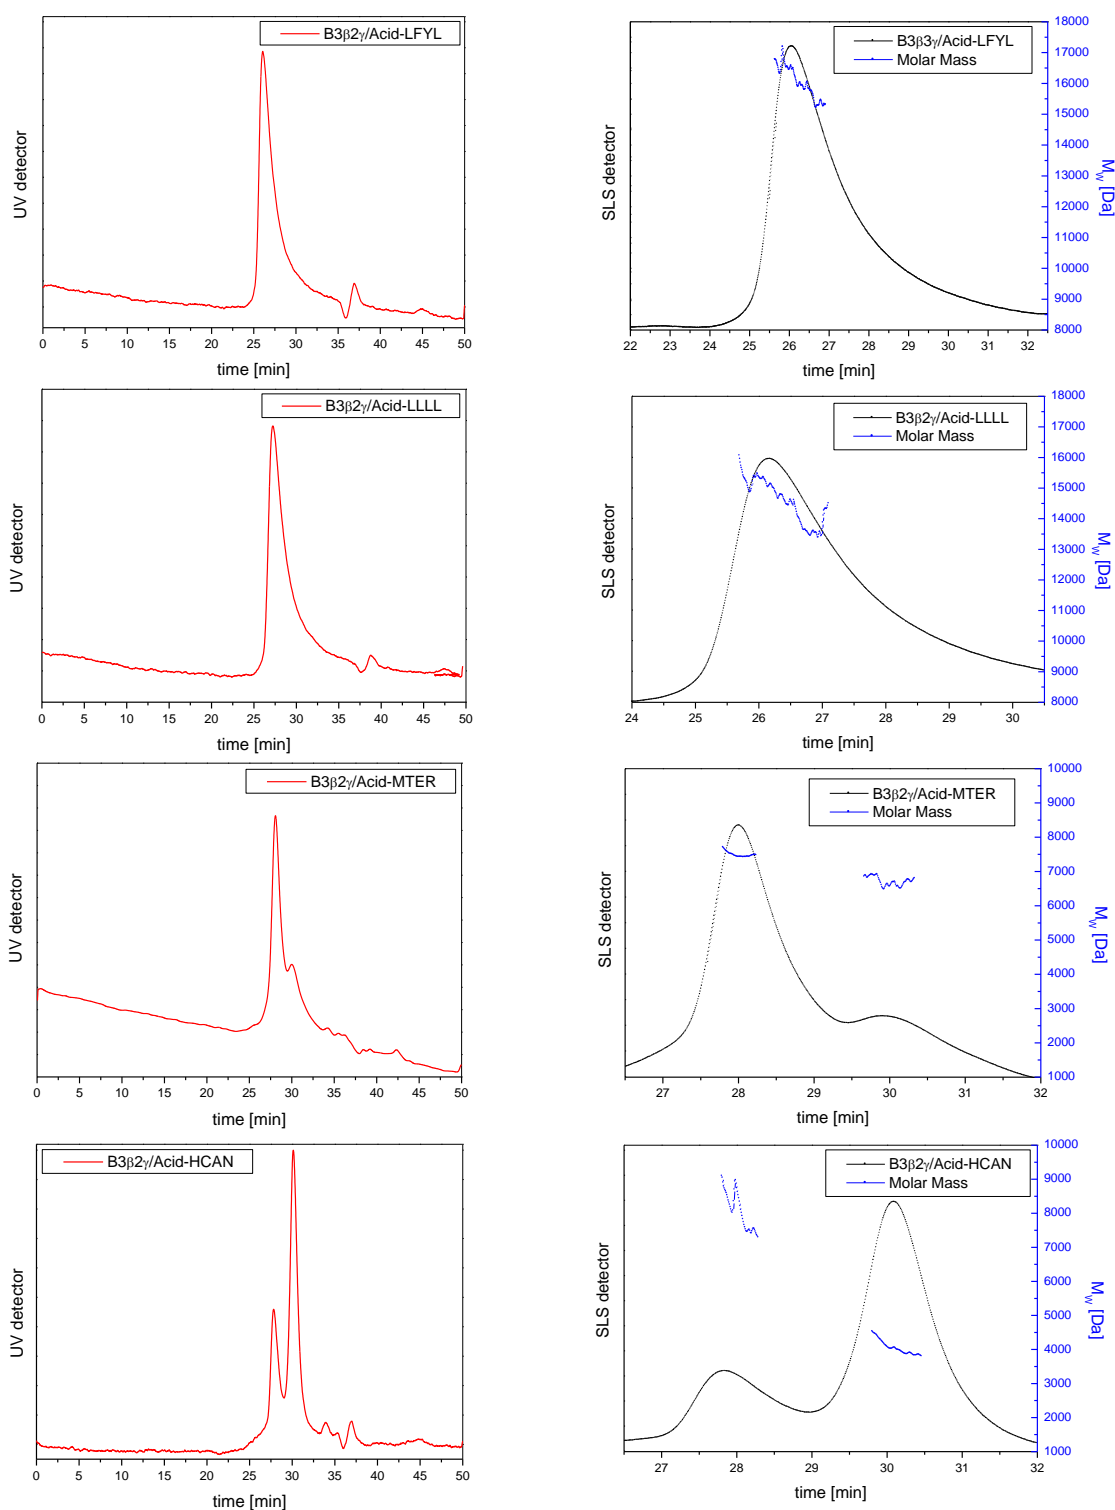 B3β2γ/Acid-LFYL
UV detector
0 5 10 15 20 25 30 35 40 45 50
time [min]
B3β3γ/Acid-LFYL
Molar Mass
SLS detector
18000
17000
16000
15000
14000
13000
12000
11000
10000
9000
8000
M_W [Da]
22 23 24 25 26 27 28 29 30 31 32
time [min]
B3β2γ/Acid-LLLL
UV detector
0 5 10 15 20 25 30 35 40 45 50
time [min]
B3β2γ/Acid-LLLL
Molar Mass
SLS detector
18000
17000
16000
15000
14000
13000
12000
11000
10000
9000
8000
M_W [Da]
24 25 26 27 28 29 30
time [min]
B3β2γ/Acid-MTER
UV detector
0 5 10 15 20 25 30 35 40 45 50
time [min]
B3β2γ/Acid-MTER
Molar Mass
SLS detector
10000
9000
8000
7000
6000
5000
4000
3000
2000
1000
M_W [Da]
27 28 29 30 31 32
time [min]
B3β2γ/Acid-HCAN
UV detector
0 5 10 15 20 25 30 35 40 45 50
time [min]
B3β2γ/Acid-HCAN
Molar Mass
SLS detector
10000
9000
8000
7000
6000
5000
4000
3000
2000
1000
M_W [Da]
27 28 29 30 31 32
time [min]